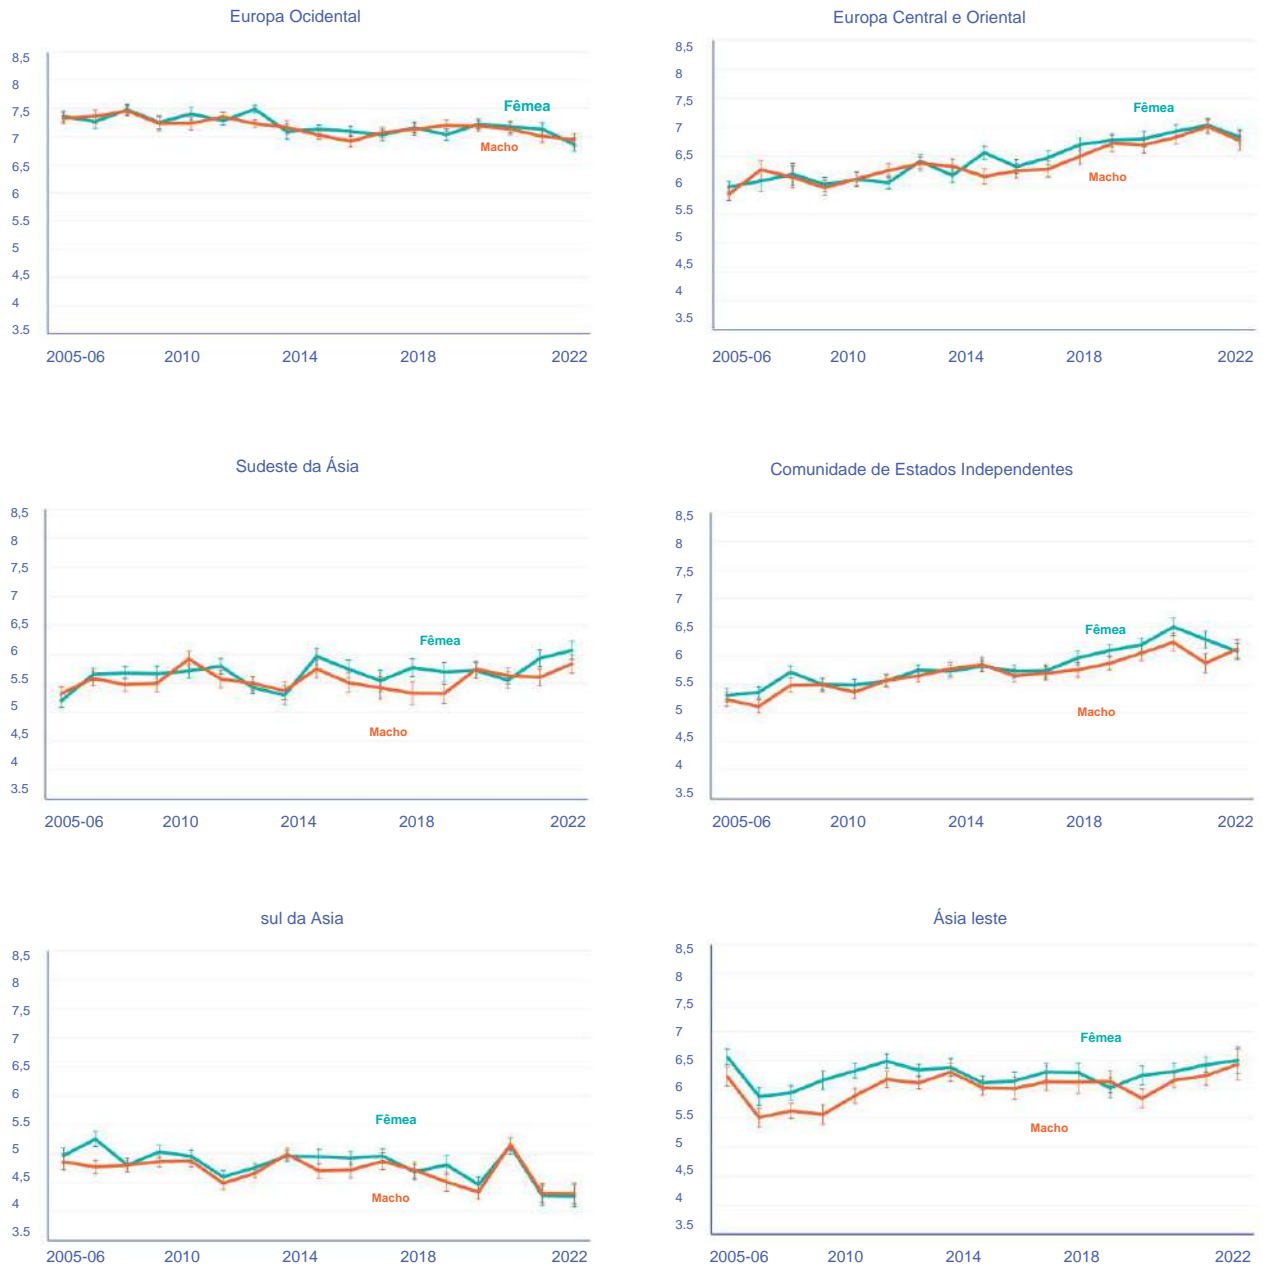 Europa Ocidental
8,5
8
7,5
7
6,5
6
5.5
5
4,5
4
3.5
Fêmea
Macho
2005-06 2010 2014 2018 2022
Europa Central e Oriental
8,5
8
7,5
7
6,5
6
5.5
5
4,5
4
3.5
Fêmea
Macho
2005-06 2010 2014 2018 2022
Sudeste da Ásia
8,5
8
7,5
7
6,5
6
5.5
5
4,5
4
3.5
Fêmea
Macho
2005-06 2010 2014 2018 2022
Comunidade de Estados Independentes
8,5
8
7,5
7
6,5
6
5.5
5
4,5
4
3.5
Fêmea
Macho
2005-06 2010 2014 2018 2022
sul da Asia
8,5
8
7,5
7
6,5
6
5.5
5
4,5
4
3.5
Fêmea
Macho
2005-06 2010 2014 2018 2022
Ásia leste
8,5
8
7,5
7
6,5
6
5.5
5
4,5
4
3.5
Fêmea
Macho
2005-06 2010 2014 2018 2022